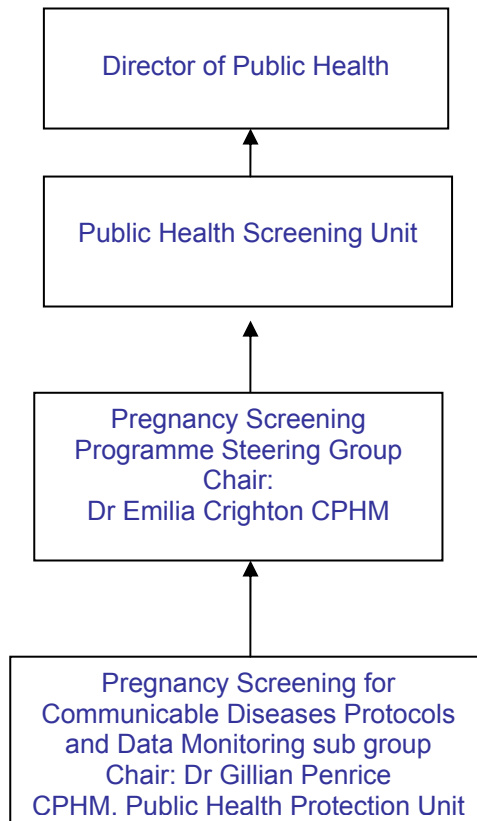 Director of Public Health
Public Health Screening Unit
Pregnancy Screening
Programme Steering Group
Chair:
Dr Emilia Crighton CPHM
Pregnancy Screening for
Communicable Diseases Protocols
and Data Monitoring sub group
Chair: Dr Gillian Penrice
CPHM. Public Health Protection Unit